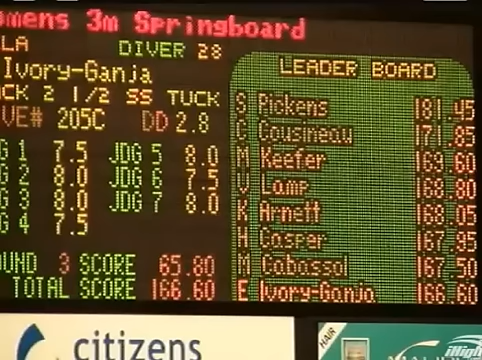 omens 3m Springboard
LA DIVER 28
Ivory-Ganja
CK 2 1/2 SS TUCK
VE# 205C DD 2.8
G 1 7.5 JDG 5 8.0
G 2 8.0 JDG 6 7.5
G 3 8.0 JDG 7 8.0
G 4 7.5
OUND 3 SCORE 65.80
TOTAL SCORE 166.60
LEADER BOARD
S Pickens 181.45
C Cousineau 171.85
M Keefer 169.60
V Lamp 168.80
K Arnett 168.05
H Casper 167.95
M Cabassol 167.50
E Ivory-Ganja 166.60
citizens
HAIR